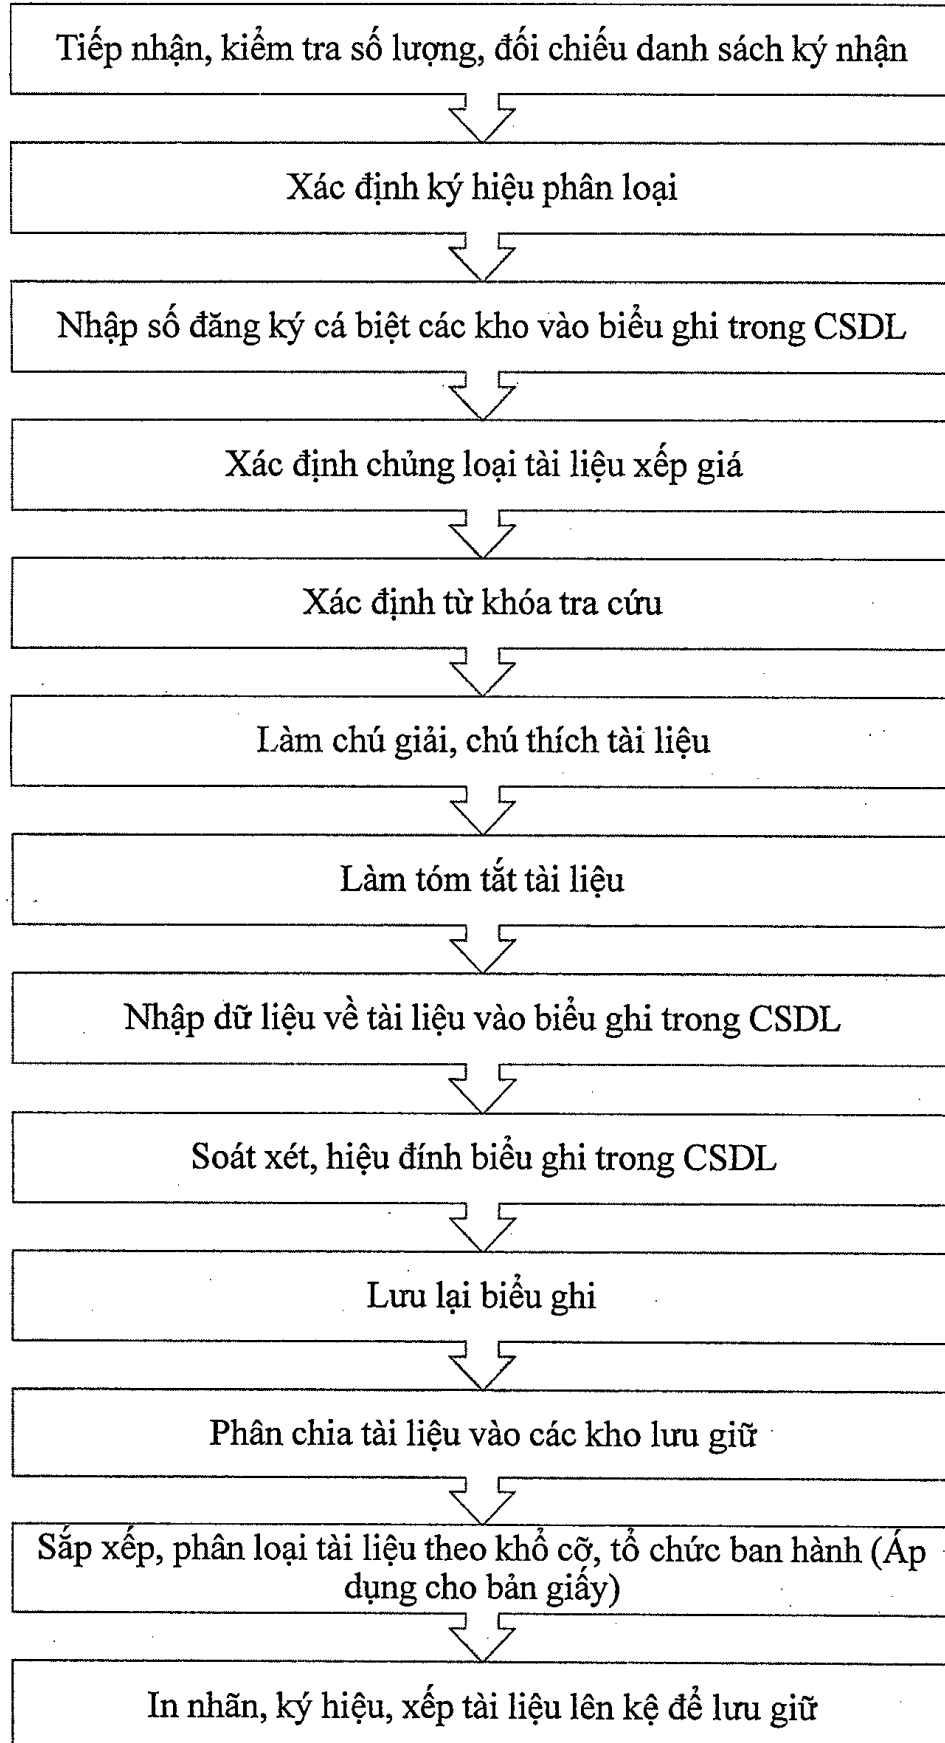 Tiếp nhận, kiểm tra số lượng, đối chiếu danh sách ký nhận
Xác định ký hiệu phân loại
Nhập số đăng ký cá biệt các kho vào biểu ghi trong CSDL
Xác định chủng loại tài liệu xếp giá
Xác định từ khóa tra cứu
Làm chú giải, chú thích tài liệu
Làm tóm tắt tài liệu
Nhập dữ liệu về tài liệu vào biểu ghi trong CSDL
Soát xét, hiệu đính biểu ghi trong CSDL
Lưu lại biểu ghi
Phân chia tài liệu vào các kho lưu giữ
Sắp xếp, phân loại tài liệu theo khổ cỡ, tổ chức ban hành (Áp
dụng cho bản giấy)
In nhãn, ký hiệu, xếp tài liệu lên kệ để lưu giữ